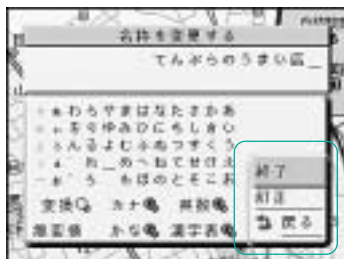 名称を変更する
てんぷらのうまい店_
あわらやまはなたさかあ
ぃをりゆみひにちしきい
ぅんるよむふぬつすくう
れ_めへねてせけえ
ろ もほのとそこお
変換 カナ 英数
無変換 かな 漢字表
終了
訂正
戻る